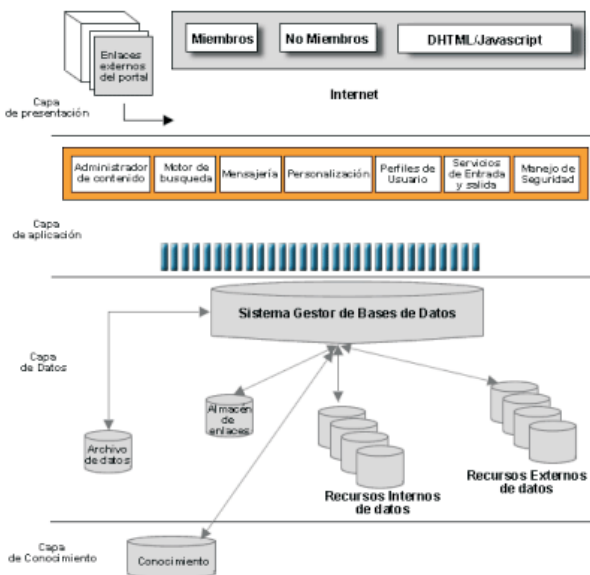 Miembros
No Miembros
DHTML/Javascript
Enlaces
externos
del portal
Internet
Capa
de presentación
Administrador
de contenido
Motor de
busqueda
Mensajería
Personalización
Perfiles de
Usuario
Servicios
de Entrada
y salida
Manejo de
Seguridad
Capa
de aplicación
Sistema Gestor de Bases de Datos
Capa
de Datos
Almacén
de
enlaces
Archivo
de datos
Recursos Internos
de datos
Recursos Externos
de datos
Capa
de Conocimiento
Conocimiento